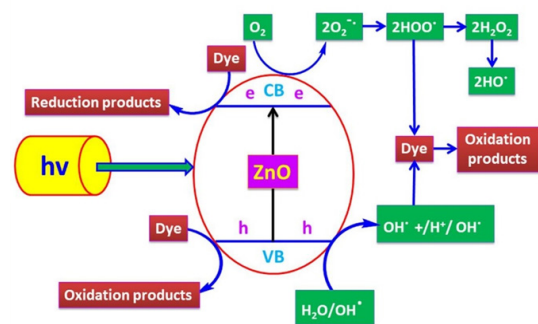 O₂
2O₂⁻·
2HOO˙
2H₂O₂
2HO˙
Dye
Reduction products
CB
e e
hν
ZnO
Dye
Oxidation
products
Dye
h h
VB
OH˙ +/H⁺/ OH˙
Oxidation products
H₂O/OH˙